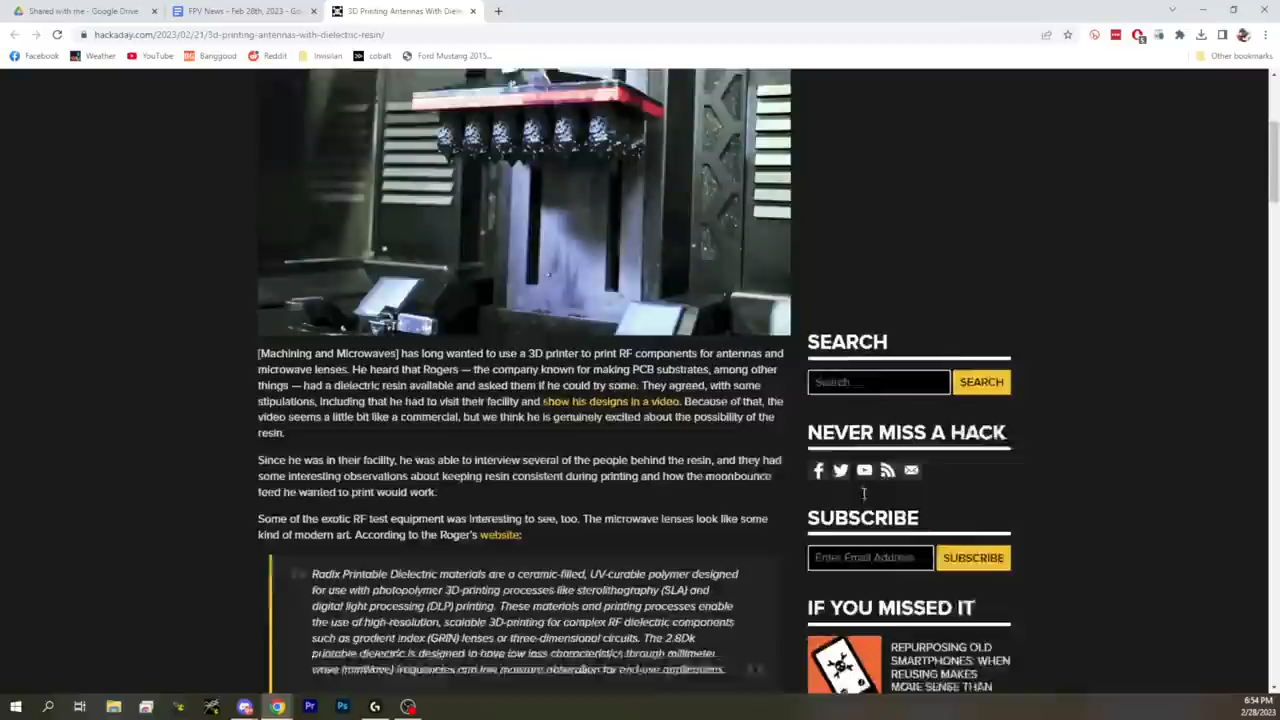 Shared with me - Google Drive
FPV News - Feb 28th, 2023 - Go
3D Printing Antennas With Diele
hackaday.com/2023/02/21/3d-printing-antennas-with-dielectric-resin/
Facebook
Weather
YouTube
Banggood
Reddit
cobalt
Ford Mustang 2015...
Other bookmarks
[Machining and Microwaves] has long wanted to use a 3D printer to print RF components for antennas and
microwave lenses. He heard that Rogers — the company known for making PCB substrates, among other
things — had a dielectric resin available and asked them if he could try some. They agreed, with some
stipulations, including that he had to visit their facility and show his designs in a video. Because of that, the
video seems a little bit like a commercial, but we think he is genuinely excited about the possibility of the
resin.
Since he was in their facility, he was able to interview several of the people behind the resin, and they had
some interesting observations about keeping resin consistent during printing and how the moonbounce
feed he wanted to print would work.
Some of the exotic RF test equipment was interesting to see, too. The microwave lenses look like some
kind of modern art. According to the Roger's website:
Radix Printable Dielectric materials are a ceramic-filled, UV-curable polymer designed
for use with photopolymer 3D-printing processes like sterolithography (SLA) and
digital light processing (DLP) printing. These materials and printing processes enable
the use of high-resolution, scalable 3D-printing for complex RF dielectric components
such as gradient index (GRIN) lenses or three-dimensional circuits. The 2.8Dk
printable dielectric is designed to have low loss characteristics through millimeter
wave (mmWave) frequencies and low moisture absorption for end-use applications.
SEARCH
Search ...
SEARCH
NEVER MISS A HACK
SUBSCRIBE
Enter Email Address
SUBSCRIBE
IF YOU MISSED IT
REPURPOSING OLD
SMARTPHONES: WHEN
REUSING MAKES
MORE SENSE THAN
6:54 PM
2/28/2023